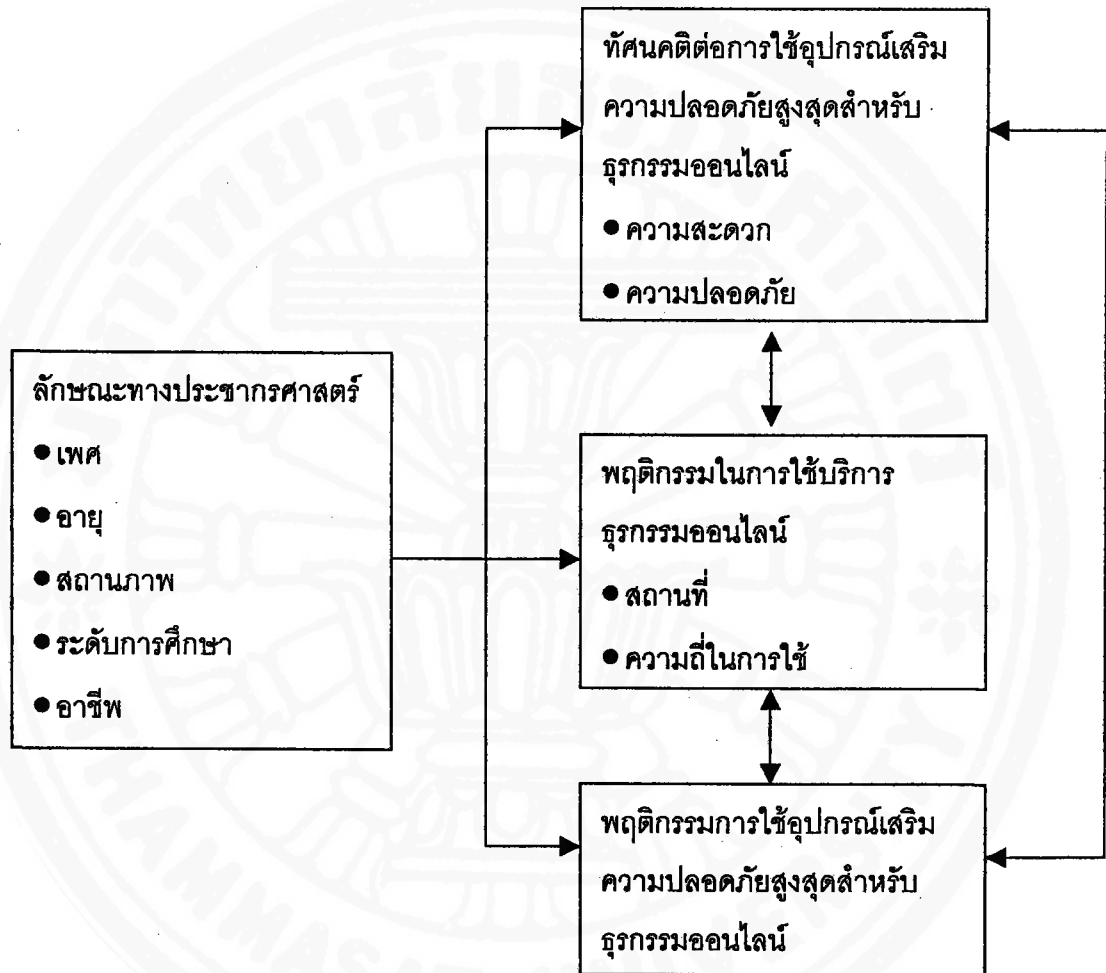 ทัศนคติต่อการใช้อุปกรณ์เสริม
ความปลอดภัยสูงสุดสำหรับ
ธุรกรรมออนไลน์
● ความสะดวก
● ความปลอดภัย
ลักษณะทางประชากรศาสตร์
● เพศ
● อายุ
● สถานภาพ
● ระดับการศึกษา
● อาชีพ
พฤติกรรมในการใช้บริการ
ธุรกรรมออนไลน์
● สถานที่
● ความถี่ในการใช้
พฤติกรรมการใช้อุปกรณ์เสริม
ความปลอดภัยสูงสุดสำหรับ
ธุรกรรมออนไลน์